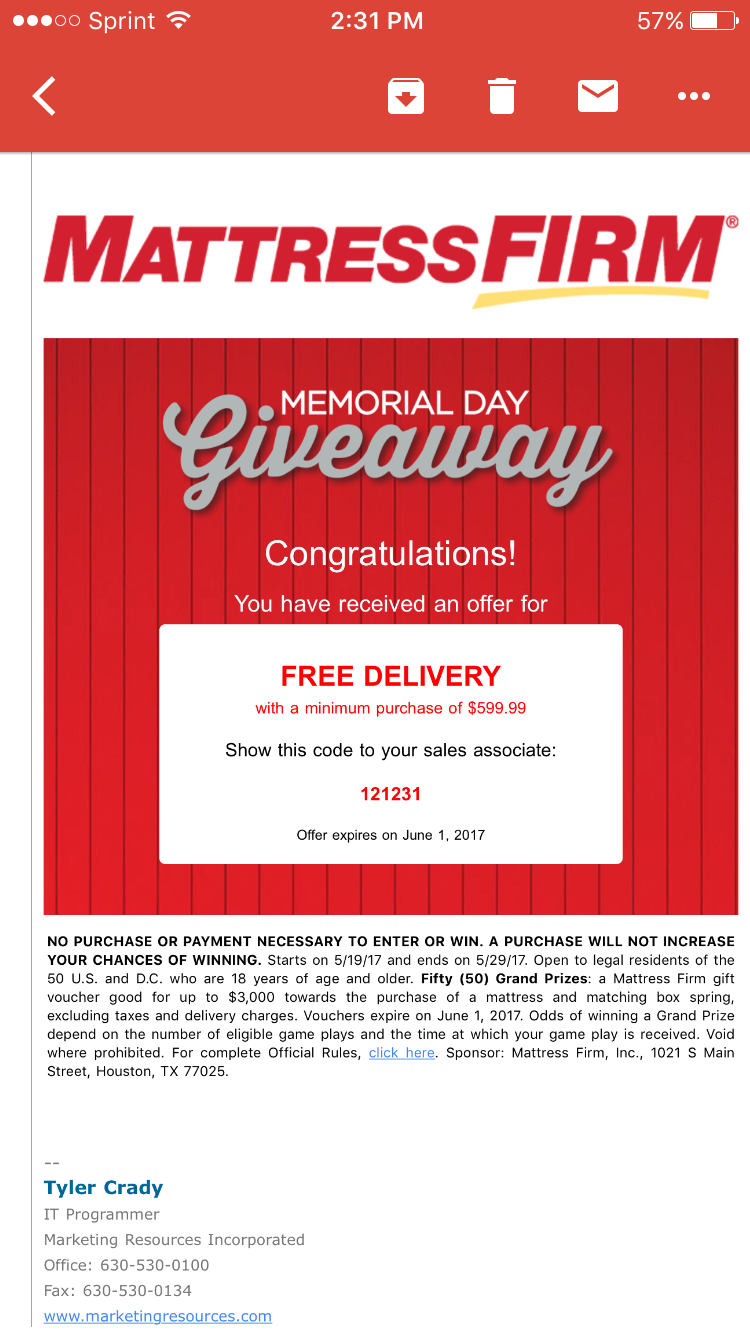 Sprint 2:31 PM 57%
MATTRESSFIRM®
MEMORIAL DAY
Giveaway
Congratulations!
You have received an offer for
FREE DELIVERY
with a minimum purchase of $599.99
Show this code to your sales associate:
121231
Offer expires on June 1, 2017
NO PURCHASE OR PAYMENT NECESSARY TO ENTER OR WIN. A PURCHASE WILL NOT INCREASE
YOUR CHANCES OF WINNING. Starts on 5/19/17 and ends on 5/29/17. Open to legal residents of the
50 U.S. and D.C. who are 18 years of age and older. Fifty (50) Grand Prizes: a Mattress Firm gift
voucher good for up to $3,000 towards the purchase of a mattress and matching box spring,
excluding taxes and delivery charges. Vouchers expire on June 1, 2017. Odds of winning a Grand Prize
depend on the number of eligible game plays and the time at which your game play is received. Void
where prohibited. For complete Official Rules, click here. Sponsor: Mattress Firm, Inc., 1021 S Main
Street, Houston, TX 77025.
--
Tyler Crady
IT Programmer
Marketing Resources Incorporated
Office: 630-530-0100
Fax: 630-530-0134
www.marketingresources.com